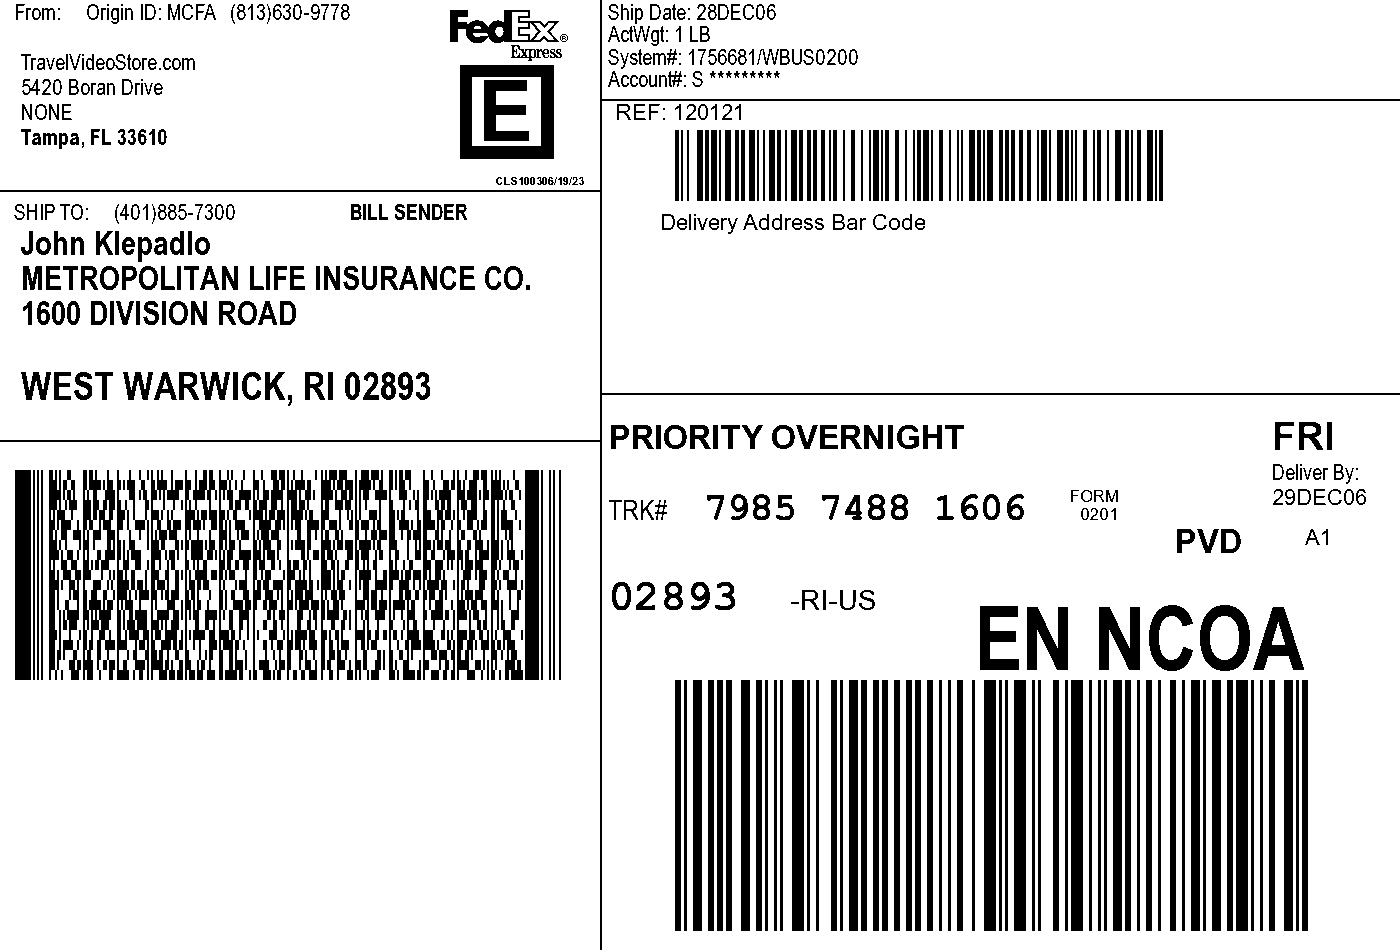 From: Origin ID: MCFA (813)630-9778
TravelVideoStore.com
5420 Boran Drive
NONE
Tampa, FL 33610
FedEx®
Express
E
CLS100306/19/23
Ship Date: 28DEC06
ActWgt: 1 LB
System#: 1756681/WBUS0200
Account#: S *********
REF: 120121
Delivery Address Bar Code
SHIP TO: (401)885-7300 BILL SENDER
John Klepadlo
METROPOLITAN LIFE INSURANCE CO.
1600 DIVISION ROAD
WEST WARWICK, RI 02893
PRIORITY OVERNIGHT
FRI
Deliver By:
29DEC06
TRK# 7985 7488 1606
FORM
0201
PVD
A1
02893 -RI-US
EN NCOA